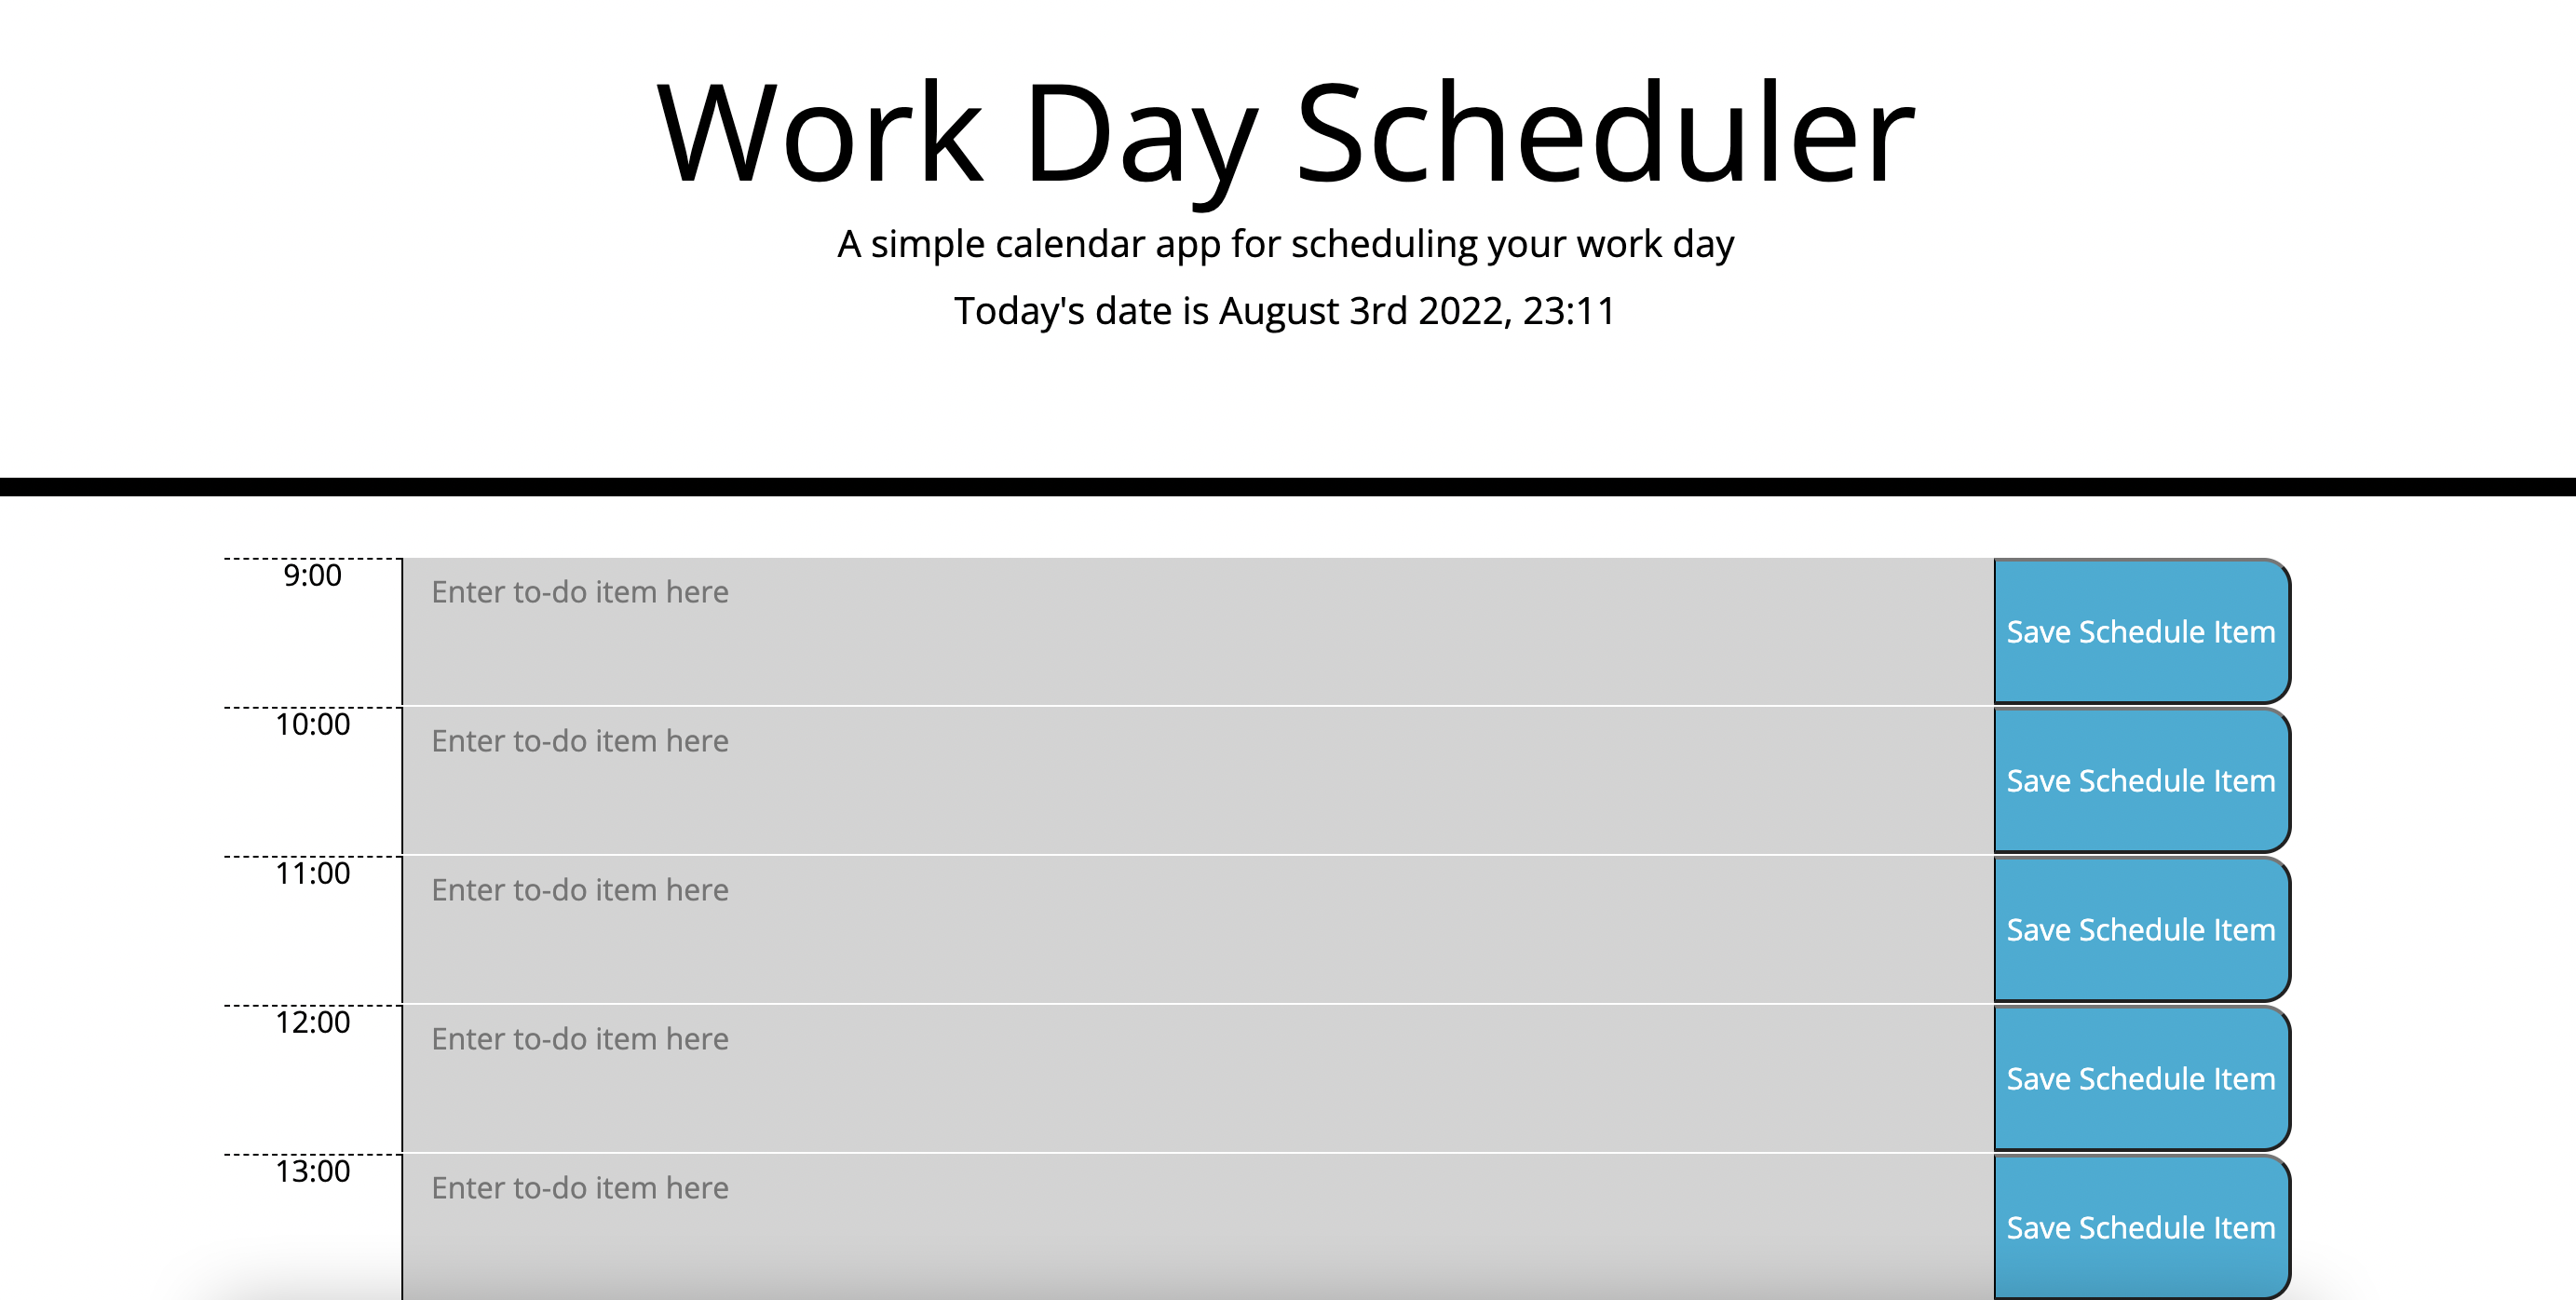 Work Day Scheduler
A simple calendar app for scheduling your work day
Today's date is August 3rd 2022, 23:11
9:00
Enter to-do item here
Save Schedule Item
10:00
Enter to-do item here
Save Schedule Item
11:00
Enter to-do item here
Save Schedule Item
12:00
Enter to-do item here
Save Schedule Item
13:00
Enter to-do item here
Save Schedule Item